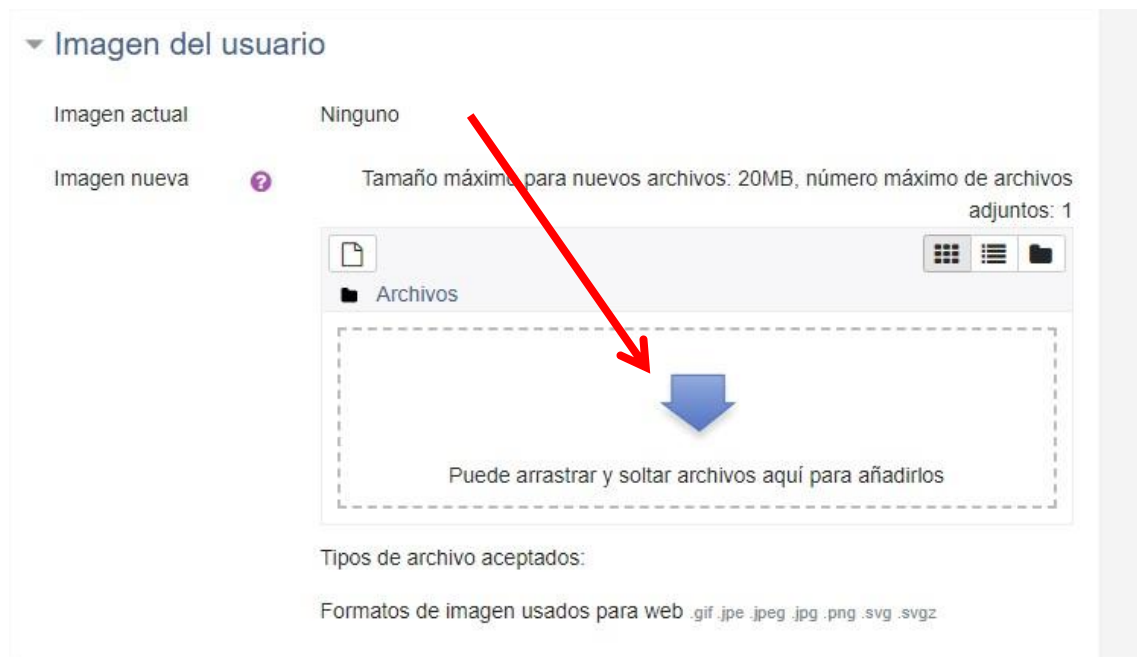 Imagen del usuario
Imagen actual Ninguno
Imagen nueva Tamaño máximo para nuevos archivos: 20MB, número máximo de archivos
adjuntos: 1
Archivos
Puede arrastrar y soltar archivos aquí para añadirlos
Tipos de archivo aceptados:
Formatos de imagen usados para web .gif .jpe .jpeg .jpg .png .svg .svgz